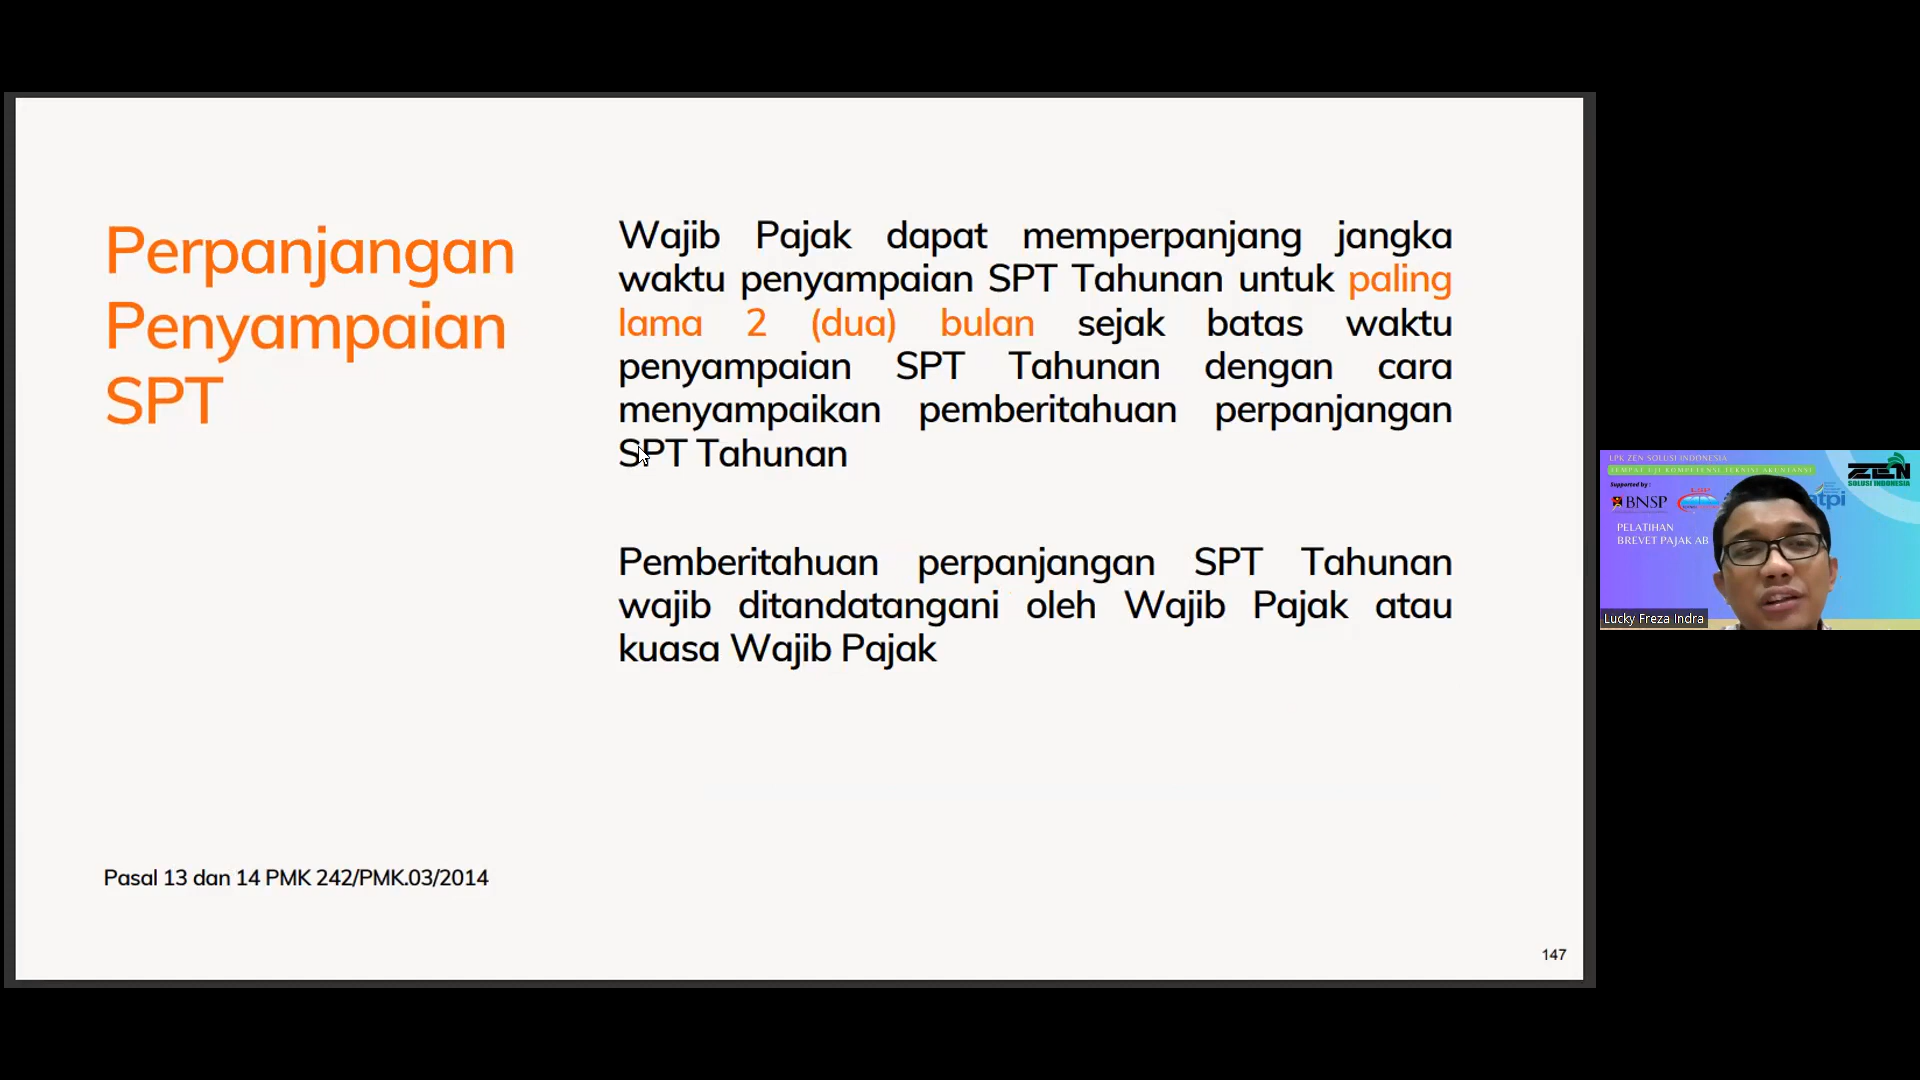 Perpanjangan
Penyampaian
SPT
Wajib Pajak dapat memperpanjang jangka
waktu penyampaian SPT Tahunan untuk paling
lama 2 (dua) bulan sejak batas waktu
penyampaian SPT Tahunan dengan cara
menyampaikan pemberitahuan perpanjangan
SPT Tahunan
Pemberitahuan perpanjangan SPT Tahunan
wajib ditandatangani oleh Wajib Pajak atau
kuasa Wajib Pajak
Pasal 13 dan 14 PMK 242/PMK.03/2014
147
LPK ZEN SOLUSI INDONESIA
TEMPAT UJI KOMPETENSI TEKNISI AKUNTANSI
Supported by :
BNSP
ZEN
SOLUSI INDONESIA
PELATIHAN
BREVET PAJAK AB
Lucky Freza Indra